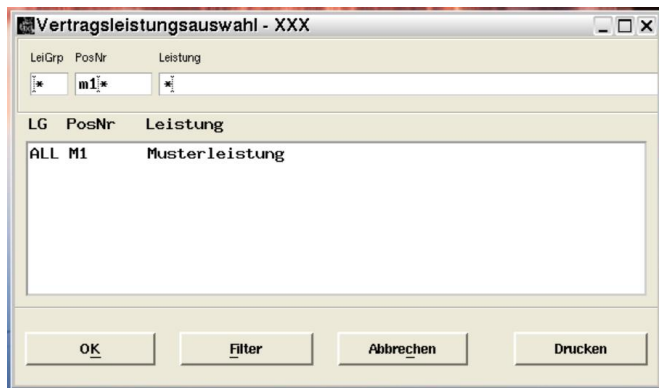 Vertragsleistungsauswahl - XXX
LeiGrp PosNr Leistung
* m1* *
LG PosNr Leistung
ALL M1 Musterleistung
OK Filter Abbrechen Drucken